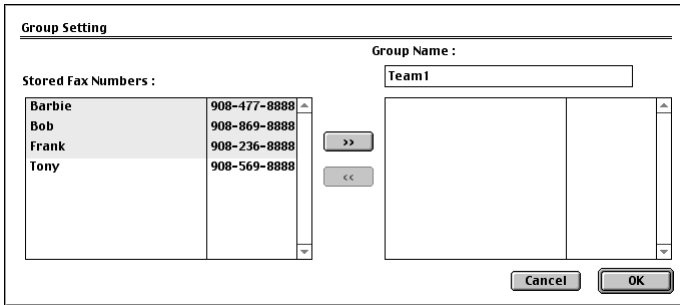 Group Setting
Group Name :
Stored Fax Numbers :
Team1
Barbie 908-477-8888
Bob 908-869-8888
Frank 908-236-8888
Tony 908-569-8888
>>
<<
Cancel OK